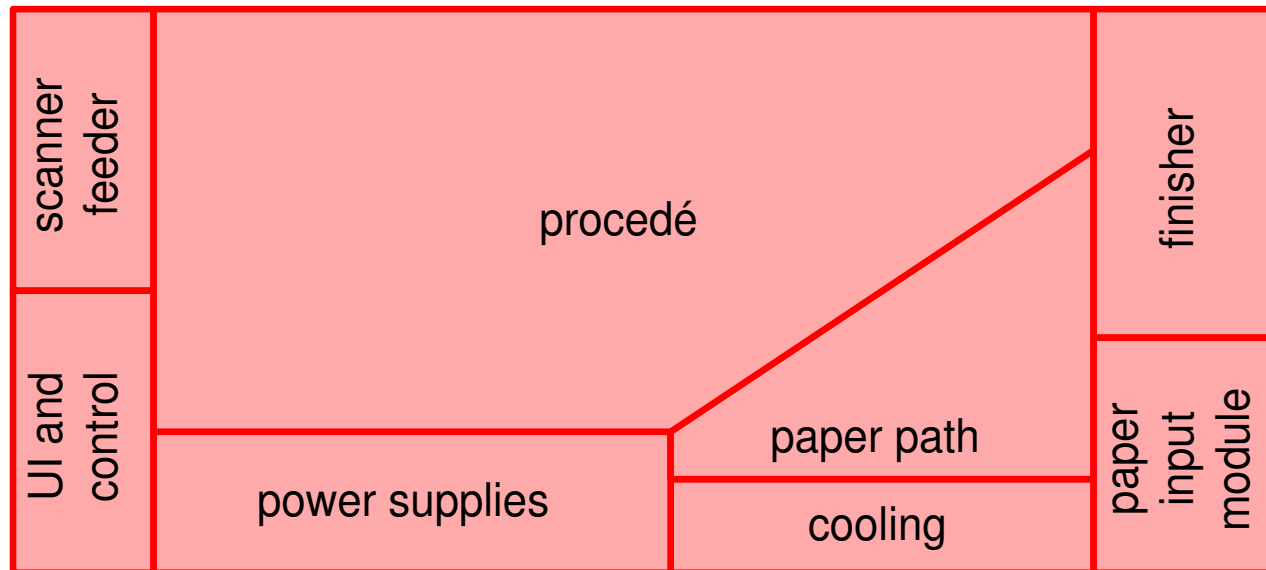 scanner
feeder
procedé
finisher
UI and
control
power supplies
paper path
cooling
paper
input
module